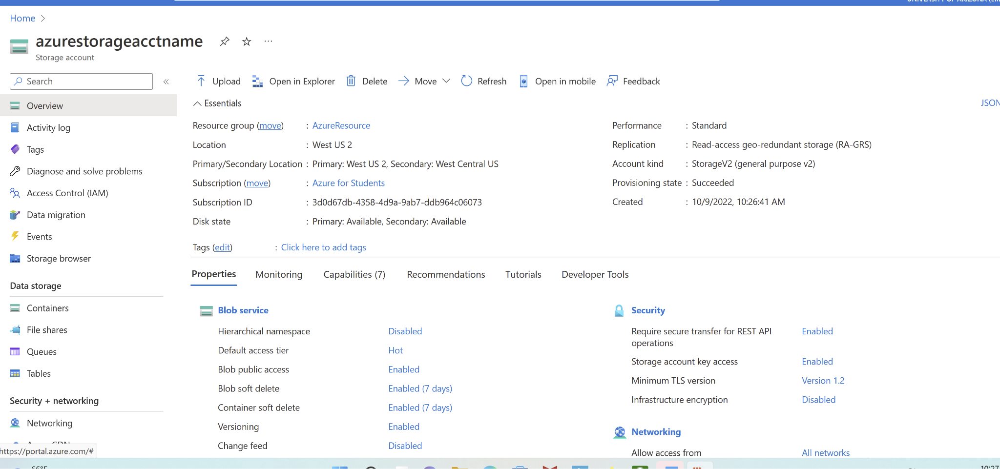 Home
azurestorageacctname
Storage account
Search
Upload Open in Explorer Delete Move Refresh Open in mobile Feedback
Overview
Activity log
Tags
Diagnose and solve problems
Access Control (IAM)
Data migration
Events
Storage browser
Data storage
Containers
File shares
Queues
Tables
Security + networking
Networking
https://portal.azure.com/#
Essentials
JSON
Resource group (move) : AzureResource
Location : West US 2
Primary/Secondary Location : Primary: West US 2, Secondary: West Central US
Subscription (move) : Azure for Students
Subscription ID : 3d0d67db-4358-4d9a-9ab7-ddb964c06073
Disk state : Primary: Available, Secondary: Available
Tags (edit) : Click here to add tags
Performance : Standard
Replication : Read-access geo-redundant storage (RA-GRS)
Account kind : StorageV2 (general purpose v2)
Provisioning state : Succeeded
Created : 10/9/2022, 10:26:41 AM
Properties Monitoring Capabilities (7) Recommendations Tutorials Developer Tools
Blob service
Hierarchical namespace Disabled
Default access tier Hot
Blob public access Enabled
Blob soft delete Enabled (7 days)
Container soft delete Enabled (7 days)
Versioning Enabled
Change feed Disabled
Security
Require secure transfer for REST API Enabled
operations
Storage account key access Enabled
Minimum TLS version Version 1.2
Infrastructure encryption Disabled
Networking
Allow access from All networks
66°F
10:27